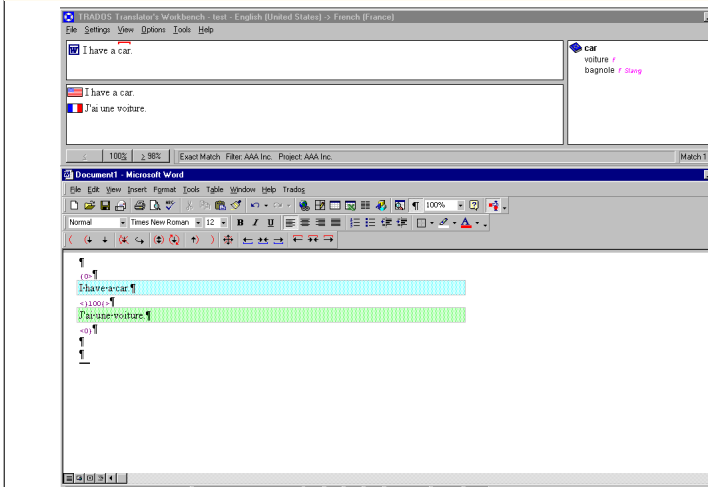 TRADOS Translator's Workbench - test - English (United States) -> French (France)
File Settings View Options Tools Help
I have a car.
car
voiture f
bagnole f Slang
I have a car.
J'ai une voiture.
100% ≥ 98% Exact Match Filter: AAA Inc. Project: AAA Inc. Match 1
Document1 - Microsoft Word
File Edit View Insert Format Tools Table Window Help Trados
100%
Normal Times New Roman 12 B I U
¶
{0>¶
I·have·a·car.¶
<}100{>¶
J'ai·une·voiture.¶
<0}¶
¶
¶